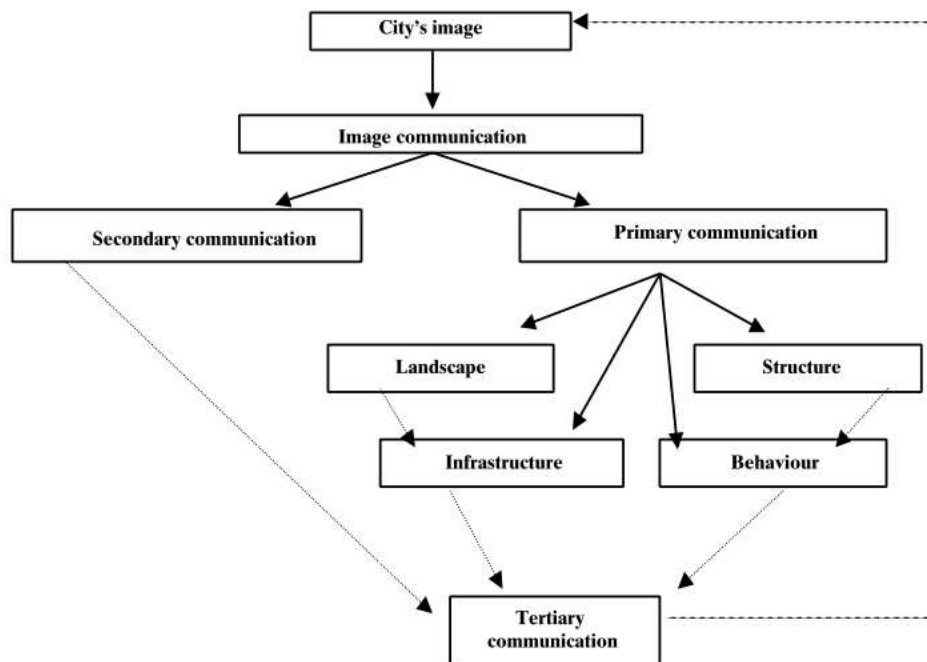 City’s image
Image communication
Secondary communication
Primary communication
Landscape
Structure
Infrastructure
Behaviour
Tertiary
communication